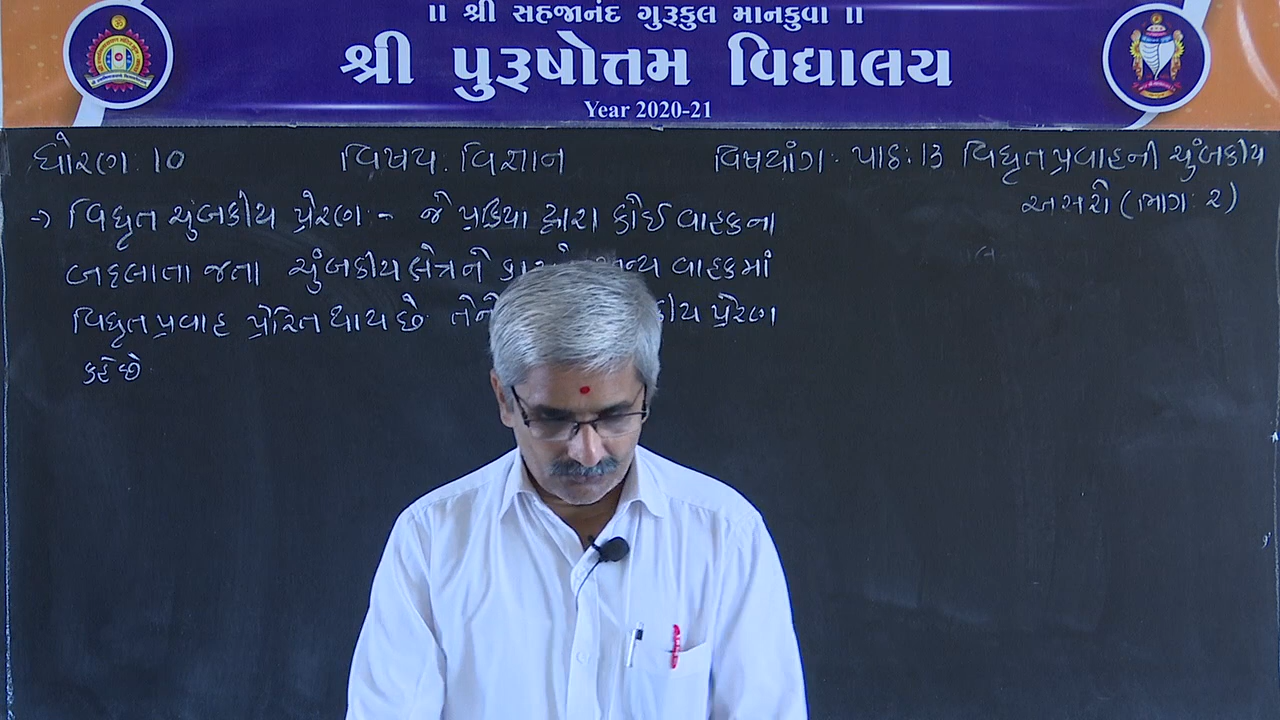 ॥ શ્રી સહજાનંદ ગુરૂકુલ માનકુવા ॥
શ્રી પુરૂષોત્તમ વિદ્યાલય
Year 2020-21
ધોરણ : 10 વિષય : વિજ્ઞાન વિષયાંગ : પાઠ : 13 વિદ્યુતપ્રવાહની ચુંબકીય
અસરો (ભાગ : 2)
→ વિદ્યુત ચુંબકીય પ્રેરણ :- જે પ્રક્રિયા દ્વારા કોઈ વાહકના
બદલાતા જતા ચુંબકીયક્ષેત્રને વાહકમાં
વિદ્યુતપ્રવાહ પ્રેરિત થાય છે તેને પ્રેરણ
કહે છે